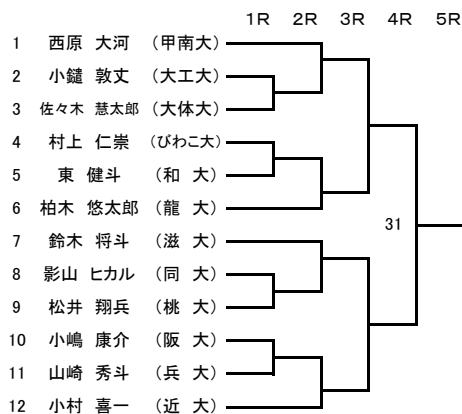 1R 2R 3R 4R 5R
1 西原 大河 (甲南大)
2 小鑓 敦丈 (大工大)
3 佐々木 慧太郎 (大体大)
4 村上 仁崇 (びわこ大)
5 東 健斗 (和 大)
6 柏木 悠太郎 (龍 大)
31
7 鈴木 将斗 (滋 大)
8 影山 ヒカル (同 大)
9 松井 翔兵 (桃 大)
10 小嶋 康介 (阪 大)
11 山崎 秀斗 (兵 大)
12 小村 喜一 (近 大)